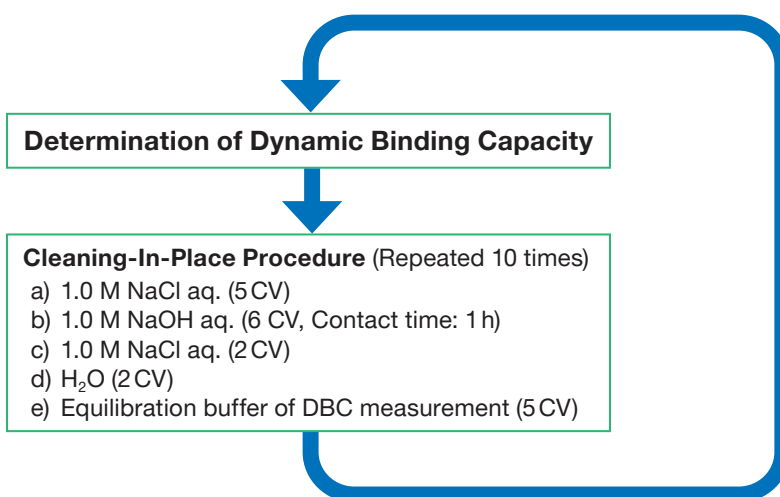 Determination of Dynamic Binding Capacity
Cleaning-In-Place Procedure (Repeated 10 times)
a) 1.0 M NaCl aq. (5 CV)
b) 1.0 M NaOH aq. (6 CV, Contact time: 1 h)
c) 1.0 M NaCl aq. (2 CV)
d) H₂O (2 CV)
e) Equilibration buffer of DBC measurement (5 CV)